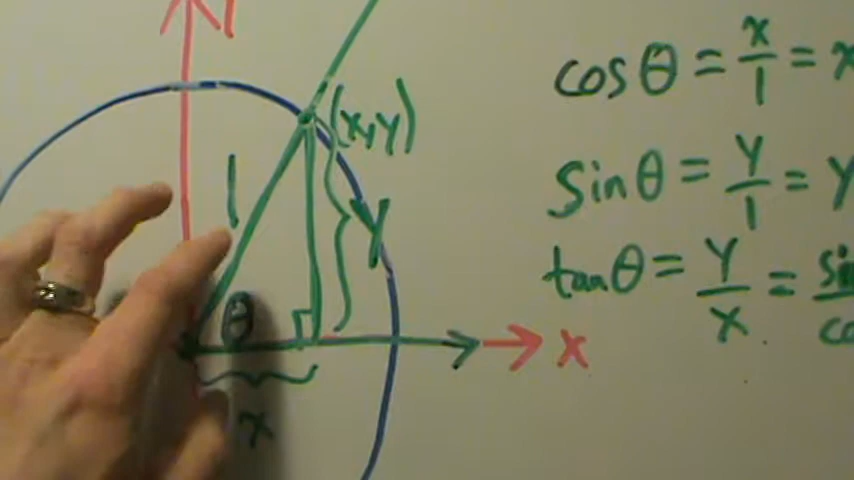 (x,y)
1
y
θ
x
x
cos θ = x/1 = x
sin θ = y/1 = y
tan θ = y/x =